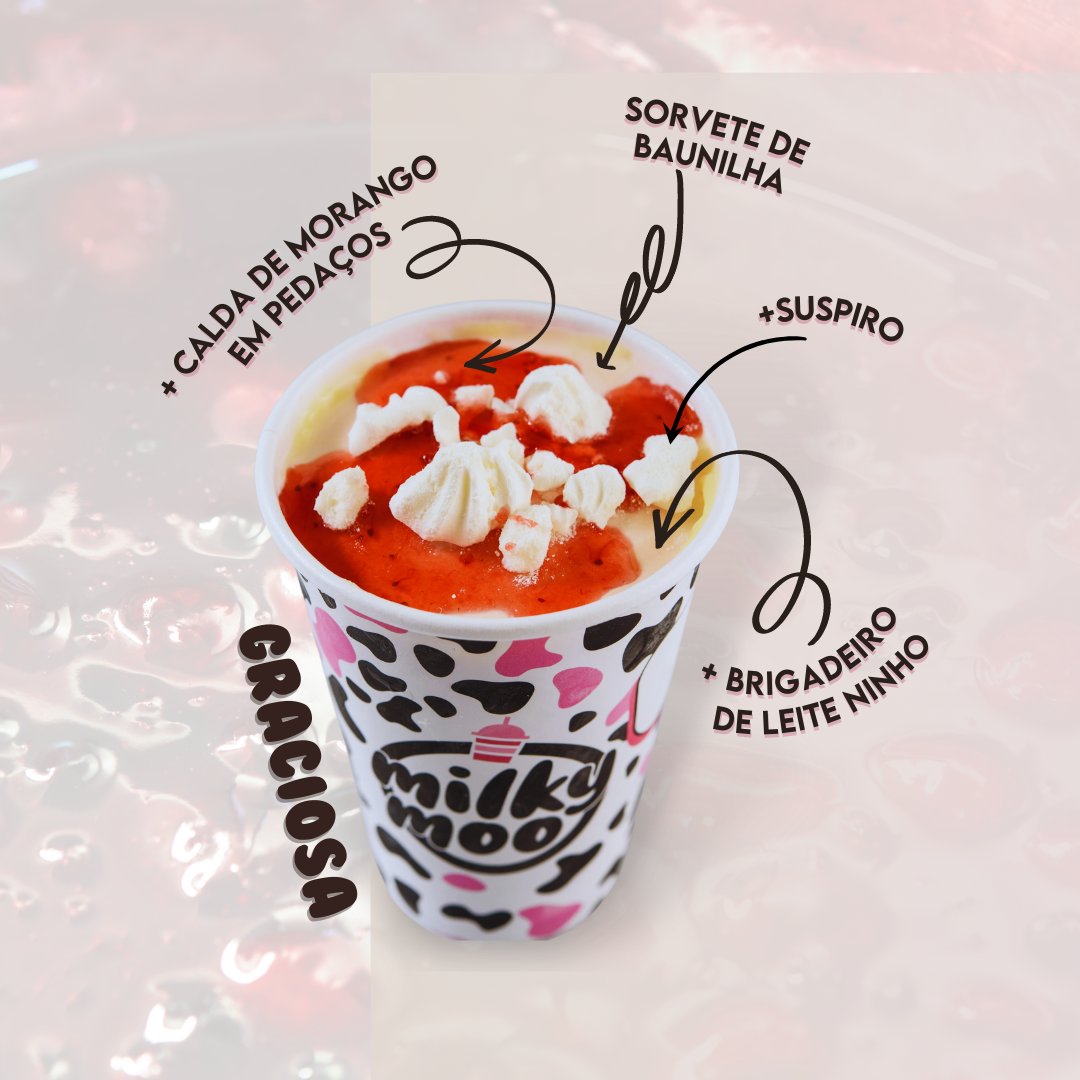 SORVETE DE
BAUNILHA
+ CALDA DE MORANGO
EM PEDAÇOS
+SUSPIRO
+ BRIGADEIRO
DE LEITE NINHO
GRACIOSA
milky
moo